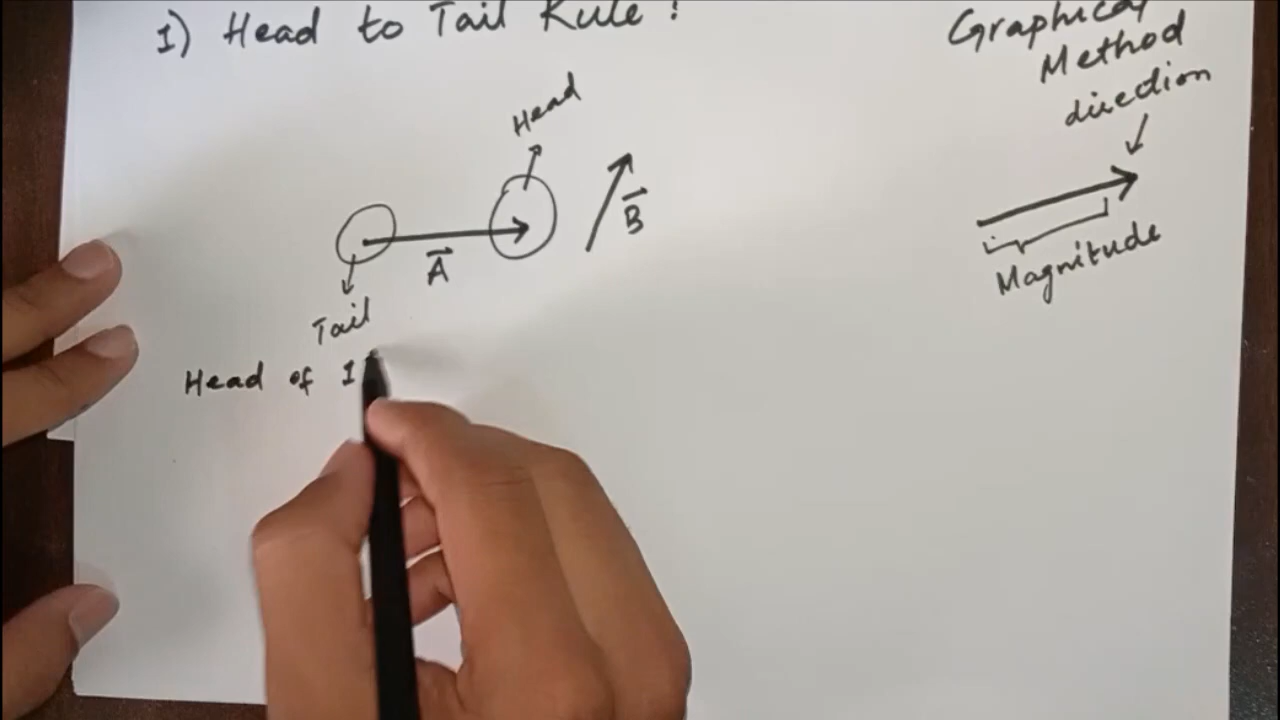 1) Head to Tail Rule :
Graphical
Method
direction
Head
A
B
Tail
Magnitude
Head of 1